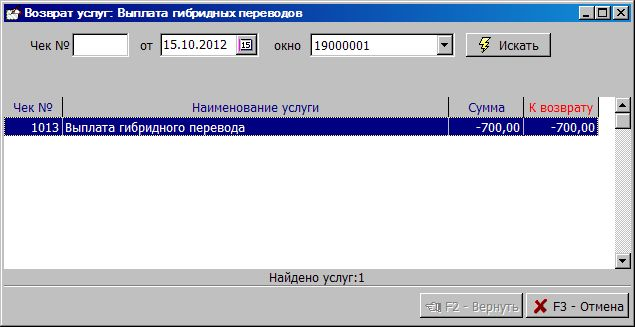 Возврат услуг: Выплата гибридных переводов
Чек № от 15.10.2012 15 окно 19000001 Искать
Чек № Наименование услуги Сумма К возврату
1013 Выплата гибридного перевода -700,00 -700,00
Найдено услуг:1
F2 - Вернуть F3 - Отмена